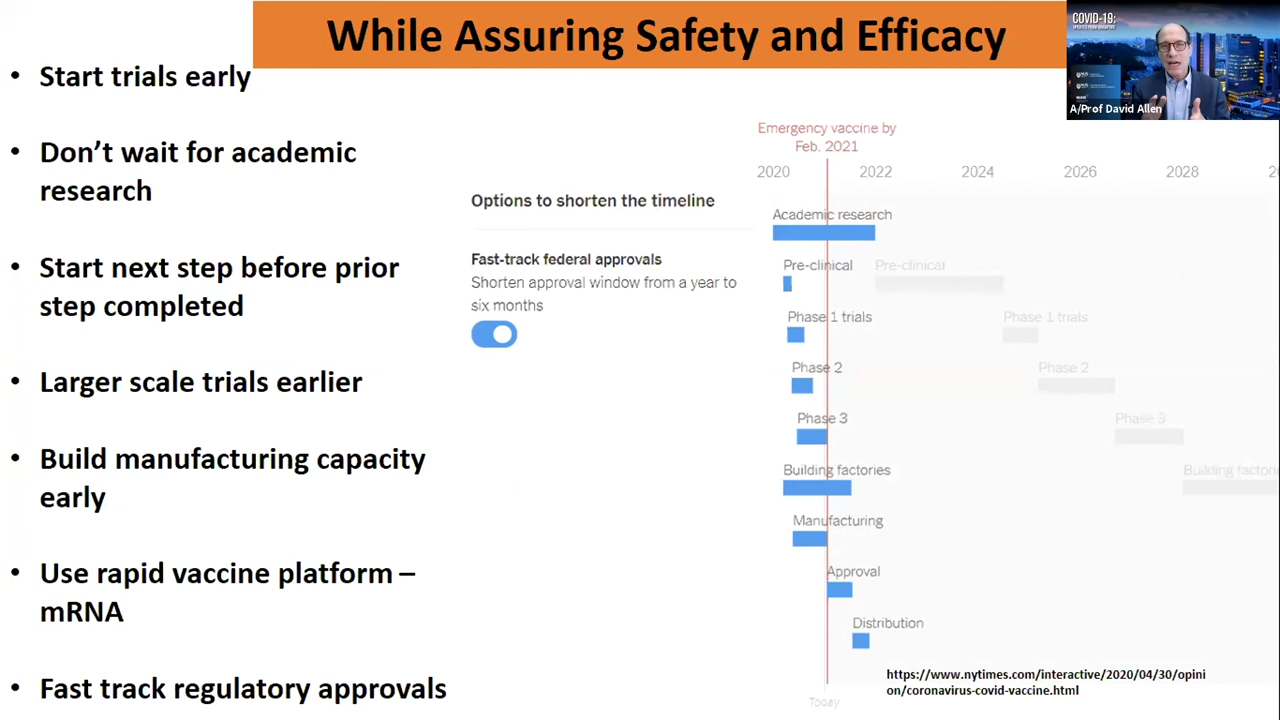 While Assuring Safety and Efficacy
COVID-19:
A/Prof David Allen
• Start trials early
• Don't wait for academic
research
• Start next step before prior
step completed
• Larger scale trials earlier
• Build manufacturing capacity
early
• Use rapid vaccine platform –
mRNA
• Fast track regulatory approvals
Options to shorten the timeline
Fast-track federal approvals
Shorten approval window from a year to
six months
Emergency vaccine by
Feb. 2021
2020 2022 2024 2026 2028 20
Academic research
Pre-clinical Pre-clinical
Phase 1 trials Phase 1 trials
Phase 2 Phase 2
Phase 3 Phase 3
Building factories Building factorie
Manufacturing
Approval
Distribution
https://www.nytimes.com/interactive/2020/04/30/opini
on/coronavirus-covid-vaccine.html
Today